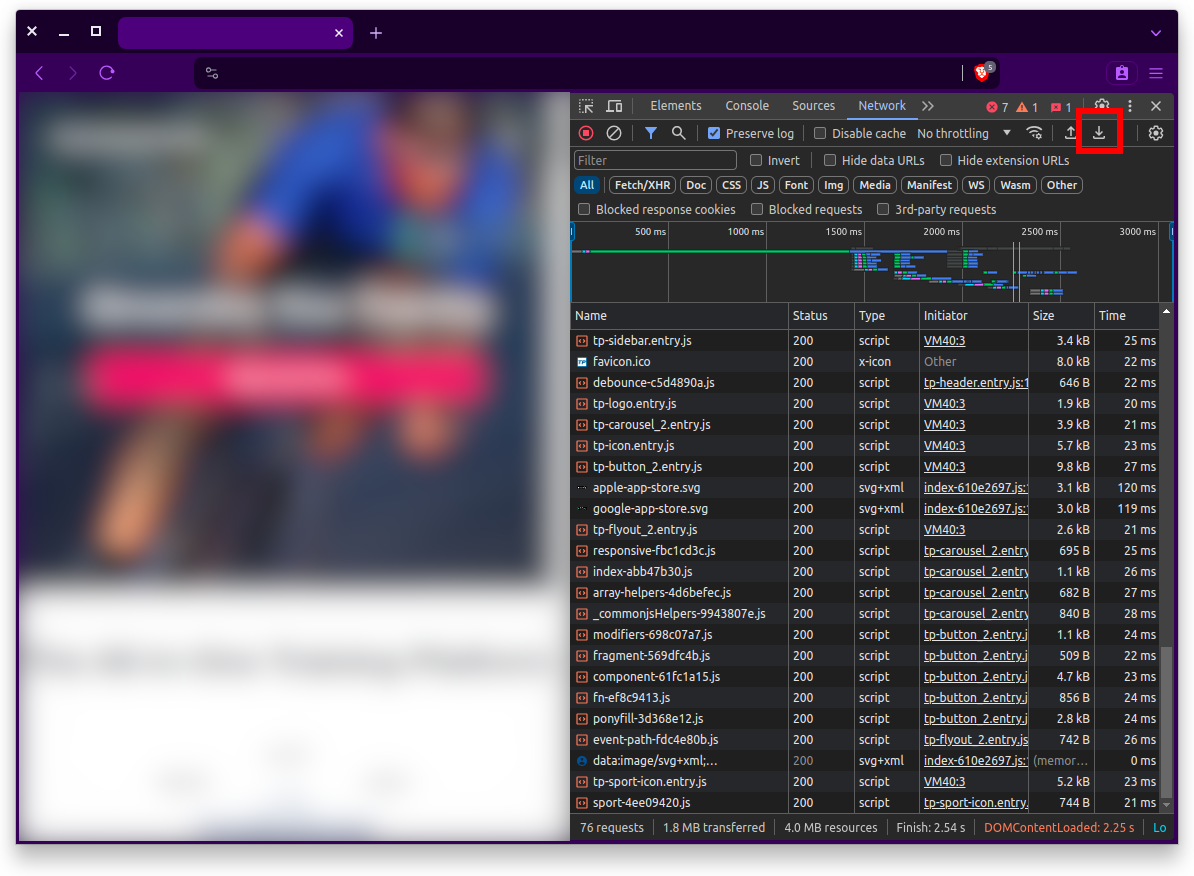 S
Elements Console Sources Network 7 1 1
Preserve log Disable cache No throttling
Filter Invert Hide data URLs Hide extension URLs
All Fetch/XHR Doc CSS JS Font Img Media Manifest WS Wasm Other
Blocked response cookies Blocked requests 3rd-party requests
500 ms 1000 ms 1500 ms 2000 ms 2500 ms 3000 ms
Name Status Type Initiator Size Time
tp-sidebar.entry.js 200 script VM40:3 3.4 kB 25 ms
favicon.ico 200 x-icon Other 8.0 kB 22 ms
debounce-c5d4890a.js 200 script tp-header.entry.js:1 646 B 22 ms
tp-logo.entry.js 200 script VM40:3 1.9 kB 20 ms
tp-carousel_2.entry.js 200 script VM40:3 3.9 kB 21 ms
tp-icon.entry.js 200 script VM40:3 5.7 kB 23 ms
tp-button_2.entry.js 200 script VM40:3 9.8 kB 27 ms
apple-app-store.svg 200 svg+xml index-610e2697.js: 3.1 kB 120 ms
google-app-store.svg 200 svg+xml index-610e2697.js: 3.0 kB 119 ms
tp-flyout_2.entry.js 200 script VM40:3 2.6 kB 21 ms
responsive-fbc1cd3c.js 200 script tp-carousel_2.entry 695 B 25 ms
index-abb47b30.js 200 script tp-carousel_2.entry 1.1 kB 26 ms
array-helpers-4d6befec.js 200 script tp-carousel_2.entry 682 B 27 ms
_commonjsHelpers-9943807e.js 200 script tp-carousel_2.entry 840 B 28 ms
modifiers-698c07a7.js 200 script tp-button_2.entry.j 1.1 kB 24 ms
fragment-569dfc4b.js 200 script tp-button_2.entry.j 509 B 22 ms
component-61fc1a15.js 200 script tp-button_2.entry.j 4.7 kB 23 ms
fn-ef8c9413.js 200 script tp-button_2.entry.j 856 B 24 ms
ponyfill-3d368e12.js 200 script tp-button_2.entry.j 2.8 kB 24 ms
event-path-fdc4e80b.js 200 script tp-flyout_2.entry.js 742 B 26 ms
data:image/svg+xml;... 200 svg+xml index-610e2697.js: (memor... 0 ms
tp-sport-icon.entry.js 200 script VM40:3 5.2 kB 23 ms
sport-4ee09420.js 200 script tp-sport-icon.entry. 744 B 21 ms
76 requests 1.8 MB transferred 4.0 MB resources Finish: 2.54 s DOMContentLoaded: 2.25 s Lo